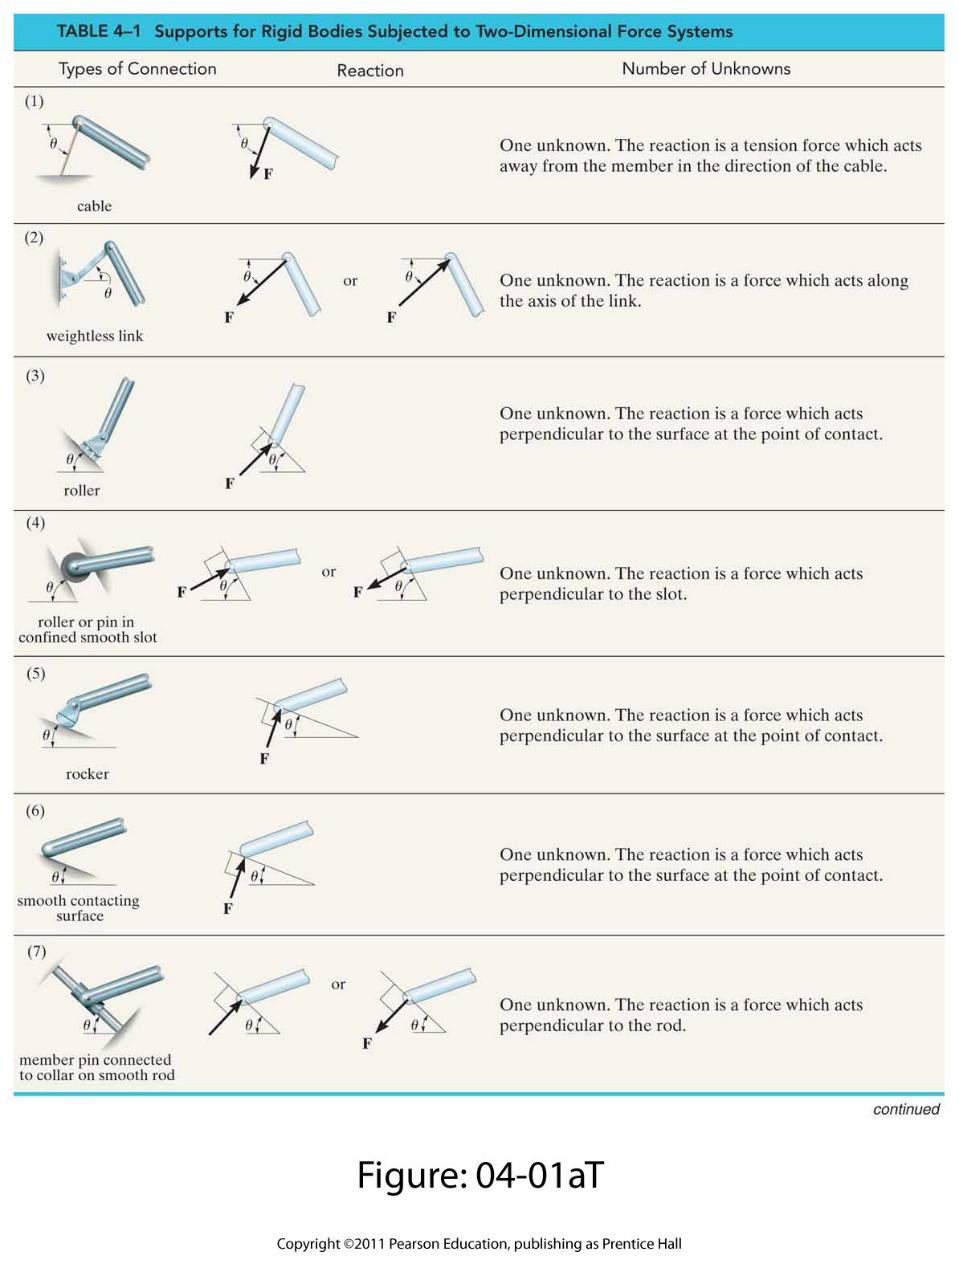 TABLE 4–1 Supports for Rigid Bodies Subjected to Two-Dimensional Force Systems
Types of Connection Reaction Number of Unknowns
(1)
θ
θ
F
One unknown. The reaction is a tension force which acts
away from the member in the direction of the cable.
cable
(2)
θ
θ
F
or
θ
F
One unknown. The reaction is a force which acts along
the axis of the link.
weightless link
(3)
θ
θ
F
One unknown. The reaction is a force which acts
perpendicular to the surface at the point of contact.
roller
(4)
θ
F
θ
or
F
θ
One unknown. The reaction is a force which acts
perpendicular to the slot.
roller or pin in
confined smooth slot
(5)
θ
θ
F
One unknown. The reaction is a force which acts
perpendicular to the surface at the point of contact.
rocker
(6)
θ
θ
F
One unknown. The reaction is a force which acts
perpendicular to the surface at the point of contact.
smooth contacting
surface
(7)
θ
θ
or
θ
F
One unknown. The reaction is a force which acts
perpendicular to the rod.
member pin connected
to collar on smooth rod
continued
Figure: 04-01aT
Copyright ©2011 Pearson Education, publishing as Prentice Hall